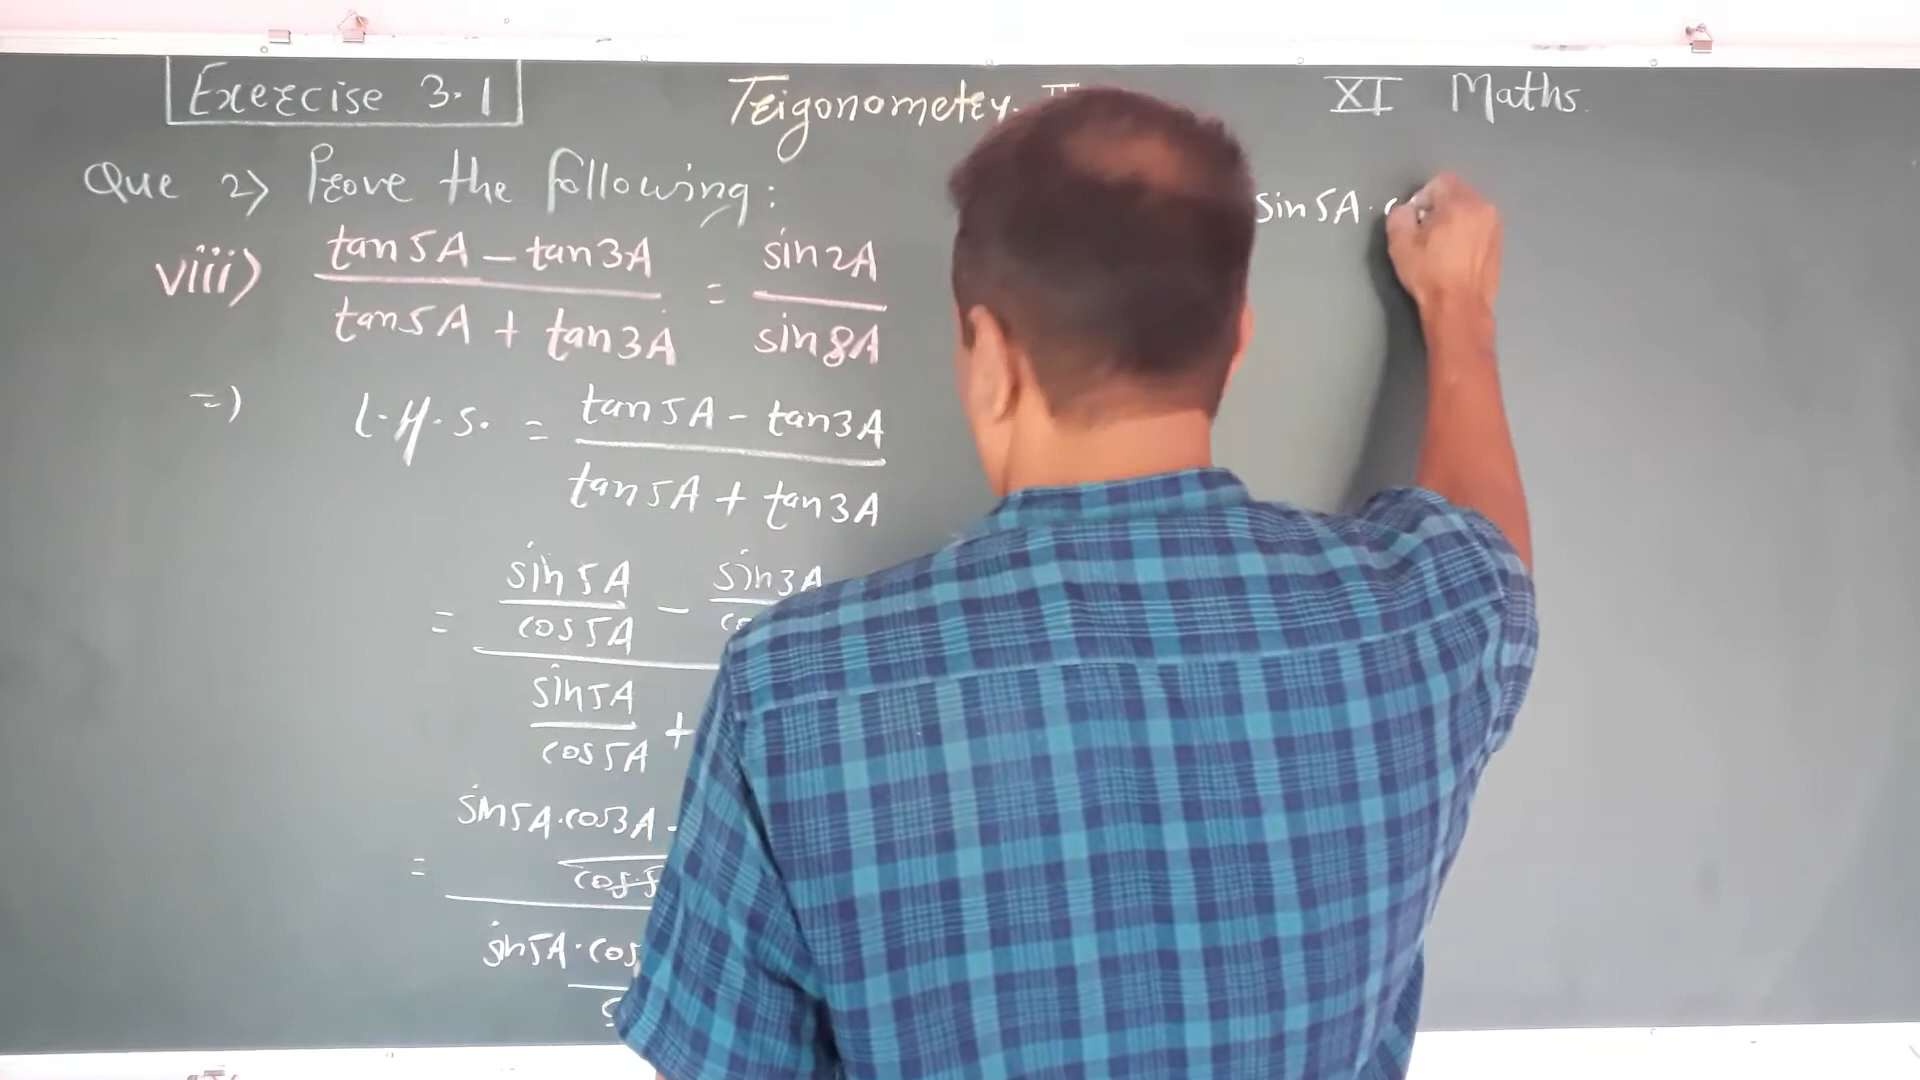 Exercise 3.1
Trigonometry
XI Maths.
Que 2) Prove the following:
viii) tan5A - tan3A / tan5A + tan3A = sin2A / sin8A
=) L.H.S. = tan5A - tan3A / tan5A + tan3A
= sin5A / cos5A - sin3A
sin5A / cos5A +
= sin5A.cos3A -
cos5
sin5A.cos
sin5A.